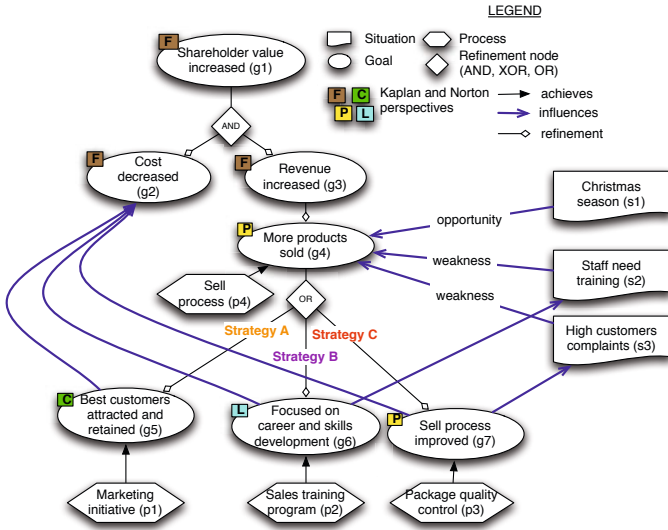 LEGEND
Situation
Process
Goal
Refinement node
(AND, XOR, OR)
F C
P L
Kaplan and Norton
perspectives
achieves
influences
refinement
F
Shareholder value
increased (g1)
AND
F
Cost
decreased
(g2)
F
Revenue
increased (g3)
P
More products
sold (g4)
opportunity
weakness
weakness
Christmas
season (s1)
Staff need
training (s2)
High customers
complaints (s3)
Sell
process (p4)
OR
Strategy A
Strategy B
Strategy C
C
Best customers
attracted and
retained (g5)
L
Focused on
career and skills
development (g6)
P
Sell process
improved (g7)
Marketing
initiative (p1)
Sales training
program (p2)
Package quality
control (p3)